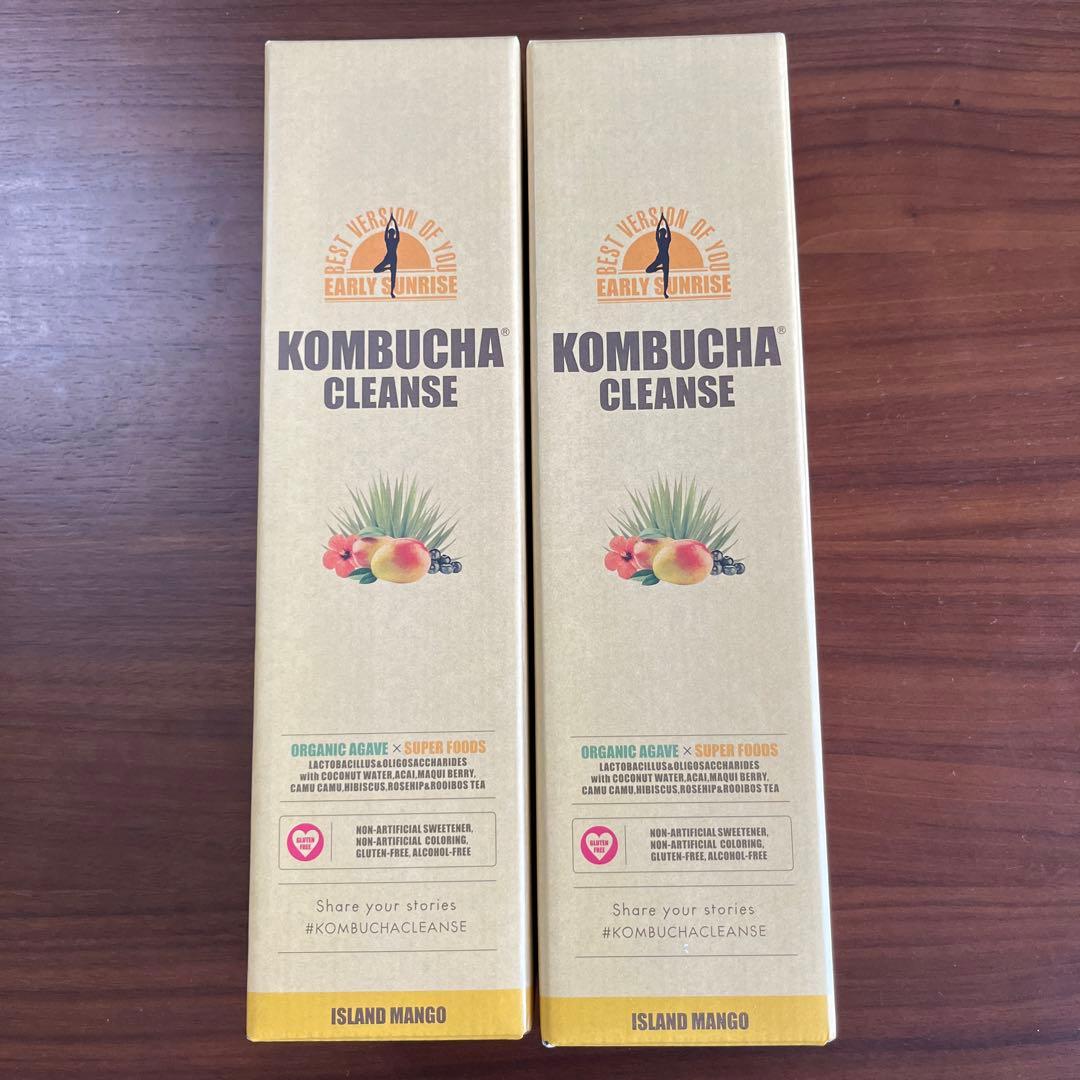 BEST VERSION OF YOU
EARLY SUNRISE
KOMBUCHA®
CLEANSE
ORGANIC AGAVE × SUPER FOODS
LACTOBACILLUS&OLIGOSACCHARIDES
with COCONUT WATER,ACAI,MAQUI BERRY,
CAMU CAMU,HIBISCUS,ROSEHIP&ROOIBOS TEA
GLUTEN
FREE
NON-ARTIFICIAL SWEETENER,
NON-ARTIFICIAL COLORING,
GLUTEN-FREE, ALCOHOL-FREE
Share your stories
#KOMBUCHACLEANSE
ISLAND MANGO
BEST VERSION OF YOU
EARLY SUNRISE
KOMBUCHA®
CLEANSE
ORGANIC AGAVE × SUPER FOODS
LACTOBACILLUS&OLIGOSACCHARIDES
with COCONUT WATER,ACAI,MAQUI BERRY,
CAMU CAMU,HIBISCUS,ROSEHIP&ROOIBOS TEA
GLUTEN
FREE
NON-ARTIFICIAL SWEETENER,
NON-ARTIFICIAL COLORING,
GLUTEN-FREE, ALCOHOL-FREE
Share your stories
#KOMBUCHACLEANSE
ISLAND MANGO